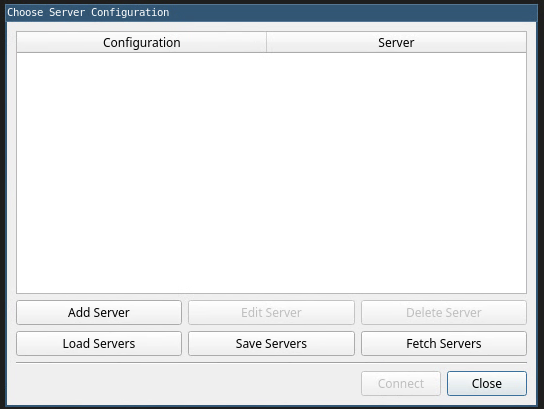 Choose Server Configuration
Configuration Server
Add Server Edit Server Delete Server
Load Servers Save Servers Fetch Servers
Connect Close